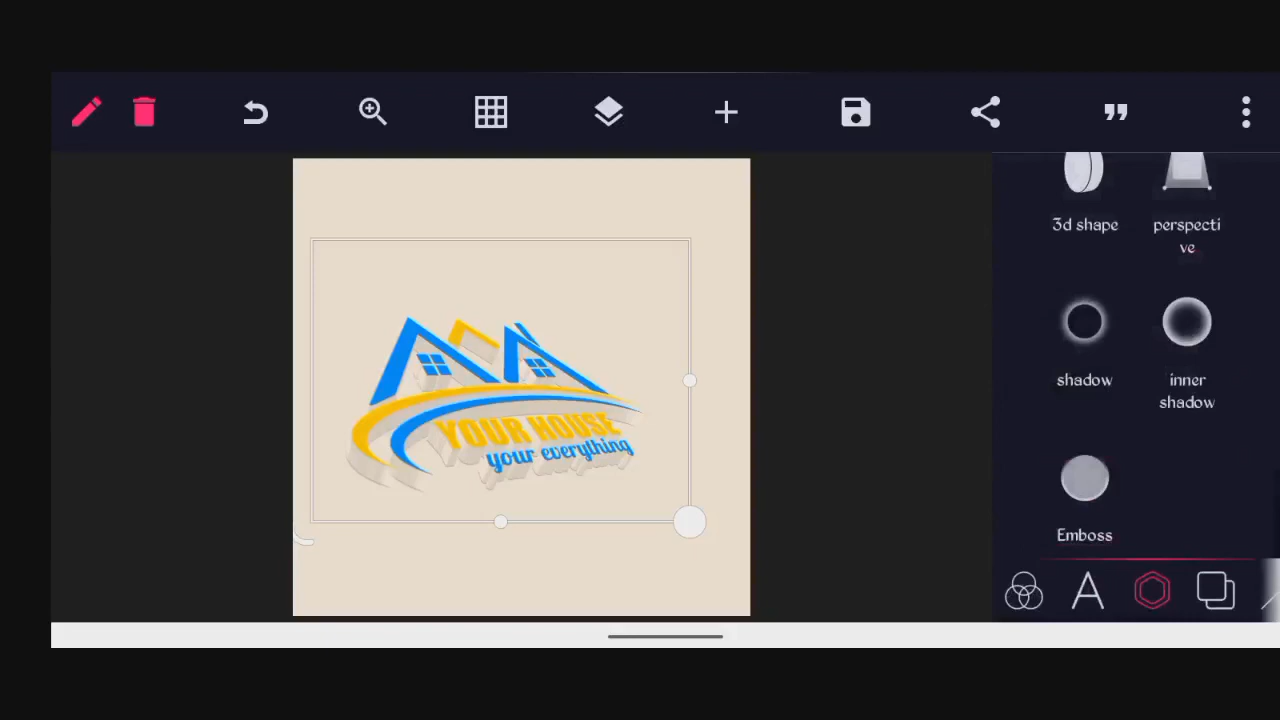 3d shape
perspecti
ve
shadow
inner
shadow
Emboss
YOUR HOUSE
your everything